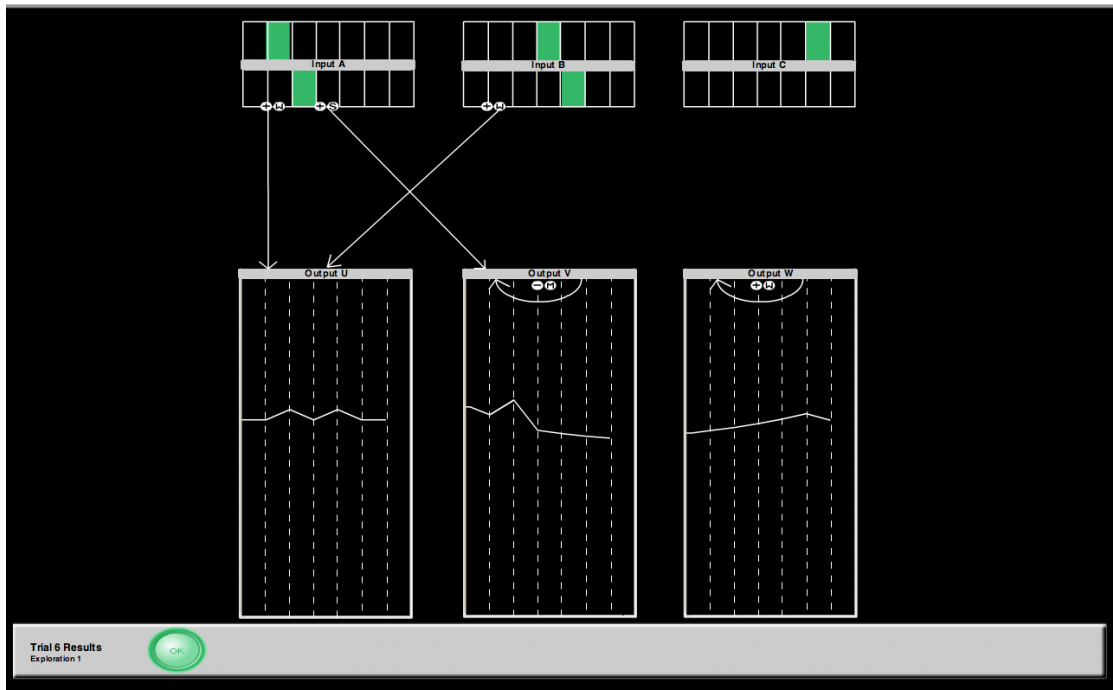 Input A
Input B
Input C
+ W
+ S
+ W
Output U
Output V
Output W
− M
+ W
Trial 6 Results
Exploration 1
OK